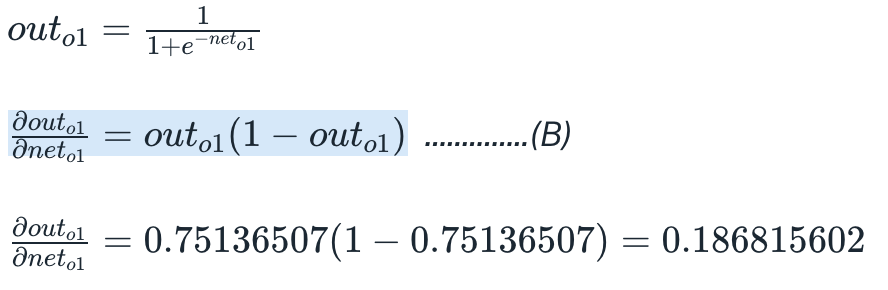 out_{o1} = \frac{1}{1+e^{-net_{o1}}}
\frac{\partial out_{o1}}{\partial net_{o1}} = out_{o1}(1 - out_{o1}) ..............(B)
\frac{\partial out_{o1}}{\partial net_{o1}} = 0.75136507(1 - 0.75136507) = 0.186815602